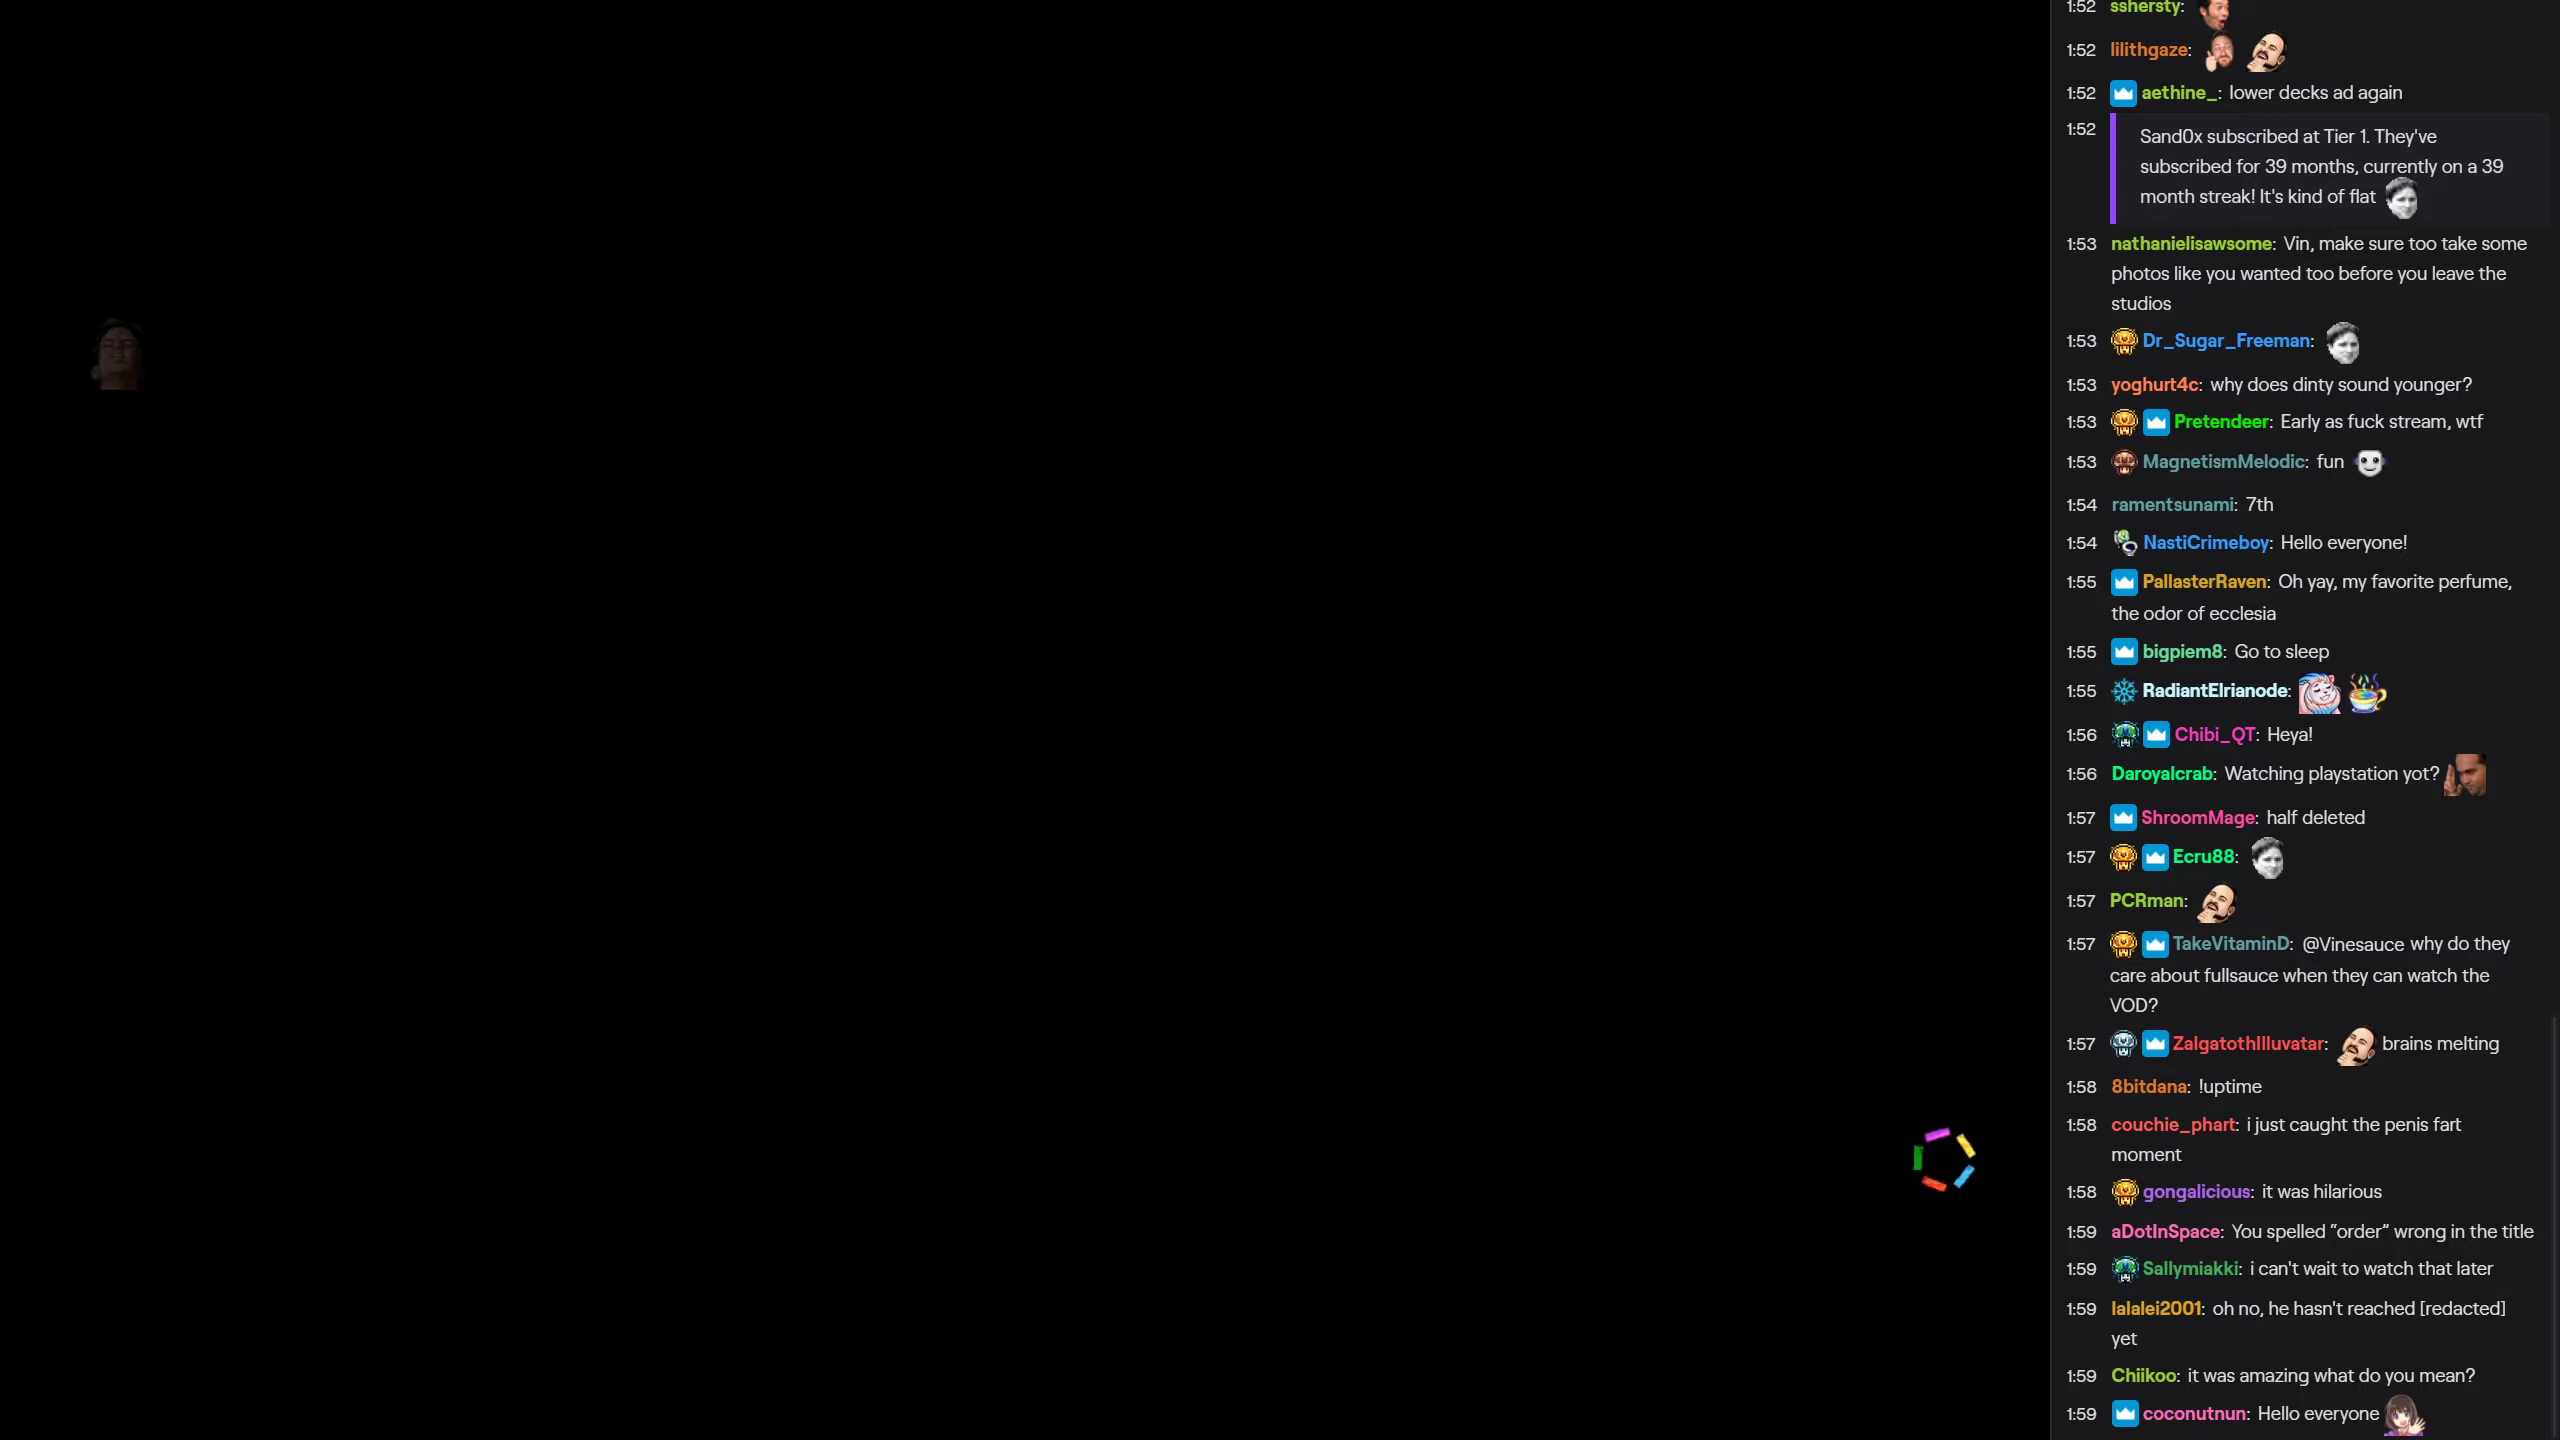 1:52 sshersty:
1:52 lilithgaze:
1:52 aethine_: lower decks ad again
1:52 Sand0x subscribed at Tier 1. They've
subscribed for 39 months, currently on a 39
month streak! It's kind of flat
1:53 nathanielisawsome: Vin, make sure too take some
photos like you wanted too before you leave the
studios
1:53 Dr_Sugar_Freeman:
1:53 yoghurt4c: why does dinty sound younger?
1:53 Pretendeer: Early as fuck stream, wtf
1:53 MagnetismMelodic: fun
1:54 ramentsunami: 7th
1:54 NastiCrimeboy: Hello everyone!
1:55 PallasterRaven: Oh yay, my favorite perfume,
the odor of ecclesia
1:55 bigpiem8: Go to sleep
1:55 RadiantElrianode:
1:56 Chibi_QT: Heya!
1:56 Daroyalcrab: Watching playstation yot?
1:57 ShroomMage: half deleted
1:57 Ecru88:
1:57 PCRman:
1:57 TakeVitaminD: @Vinesauce why do they
care about fullsauce when they can watch the
VOD?
1:57 ZalgatothIlluvatar: brains melting
1:58 8bitdana: !uptime
1:58 couchie_phart: i just caught the penis fart
moment
1:58 gongalicious: it was hilarious
1:59 aDotInSpace: You spelled “order” wrong in the title
1:59 Sallymiakki: i can't wait to watch that later
1:59 lalalei2001: oh no, he hasn't reached [redacted]
yet
1:59 Chiikoo: it was amazing what do you mean?
1:59 coconutnun: Hello everyone